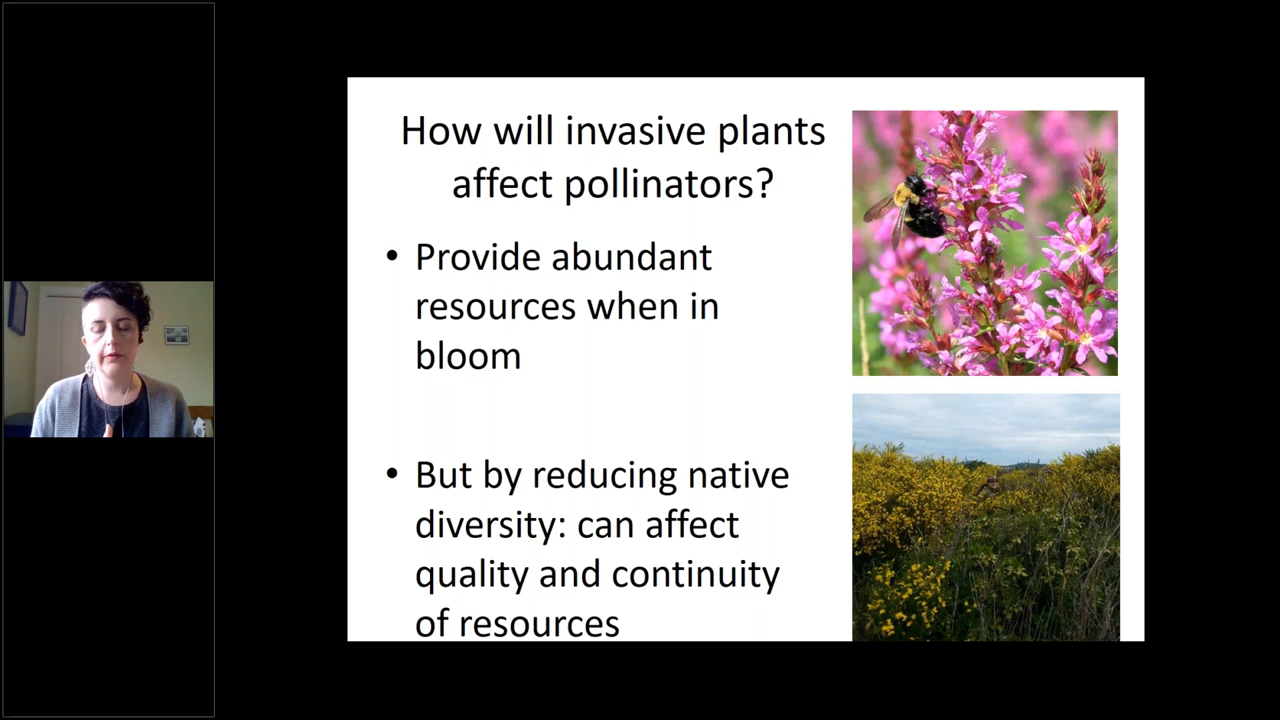 How will invasive plants
affect pollinators?
• Provide abundant
resources when in
bloom
• But by reducing native
diversity: can affect
quality and continuity
of resources